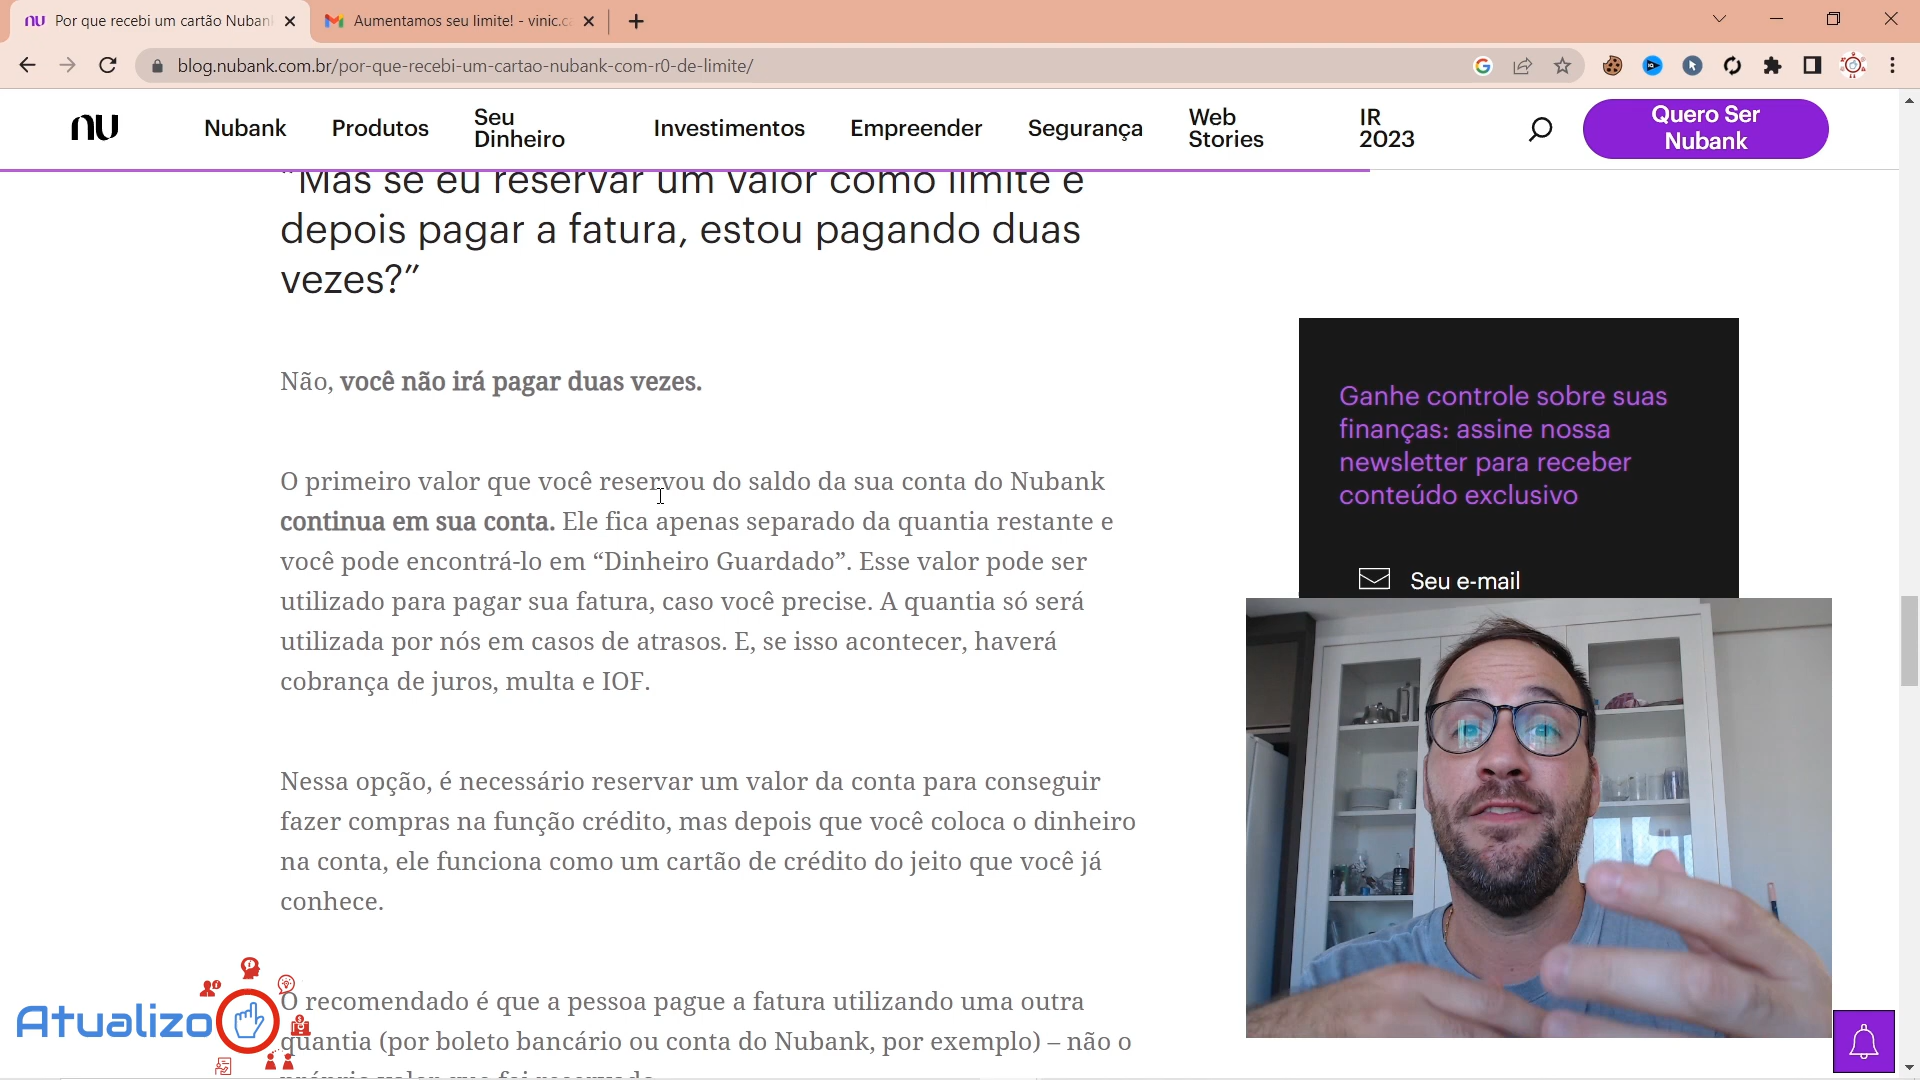 Por que recebi um cartão Nuban
Aumentamos seu limite! - vinic.c
blog.nubank.com.br/por-que-recebi-um-cartao-nubank-com-r0-de-limite/
nu
Nubank
Produtos
Seu
Dinheiro
Investimentos
Empreender
Segurança
Web
Stories
IR
2023
Quero Ser
Nubank
“Mas se eu reservar um valor como limite e
depois pagar a fatura, estou pagando duas
vezes?”
Não, você não irá pagar duas vezes.
O primeiro valor que você reservou do saldo da sua conta do Nubank
continua em sua conta. Ele fica apenas separado da quantia restante e
você pode encontrá-lo em “Dinheiro Guardado”. Esse valor pode ser
utilizado para pagar sua fatura, caso você precise. A quantia só será
utilizada por nós em casos de atrasos. E, se isso acontecer, haverá
cobrança de juros, multa e IOF.
Nessa opção, é necessário reservar um valor da conta para conseguir
fazer compras na função crédito, mas depois que você coloca o dinheiro
na conta, ele funciona como um cartão de crédito do jeito que você já
conhece.
O recomendado é que a pessoa pague a fatura utilizando uma outra
quantia (por boleto bancário ou conta do Nubank, por exemplo) – não o
Ganhe controle sobre suas
finanças: assine nossa
newsletter para receber
conteúdo exclusivo
Seu e-mail
Atualizo